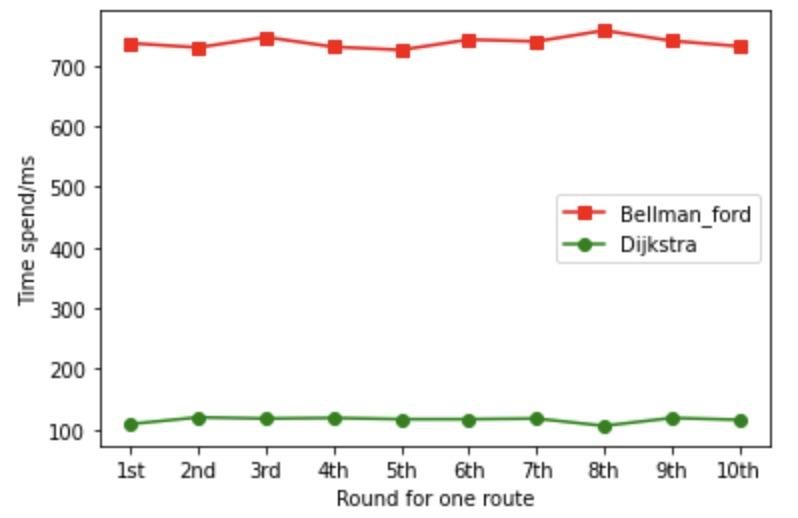 700
600
500
400
300
200
100
Time spend/ms
Bellman_ford
Dijkstra
1st 2nd 3rd 4th 5th 6th 7th 8th 9th 10th
Round for one route